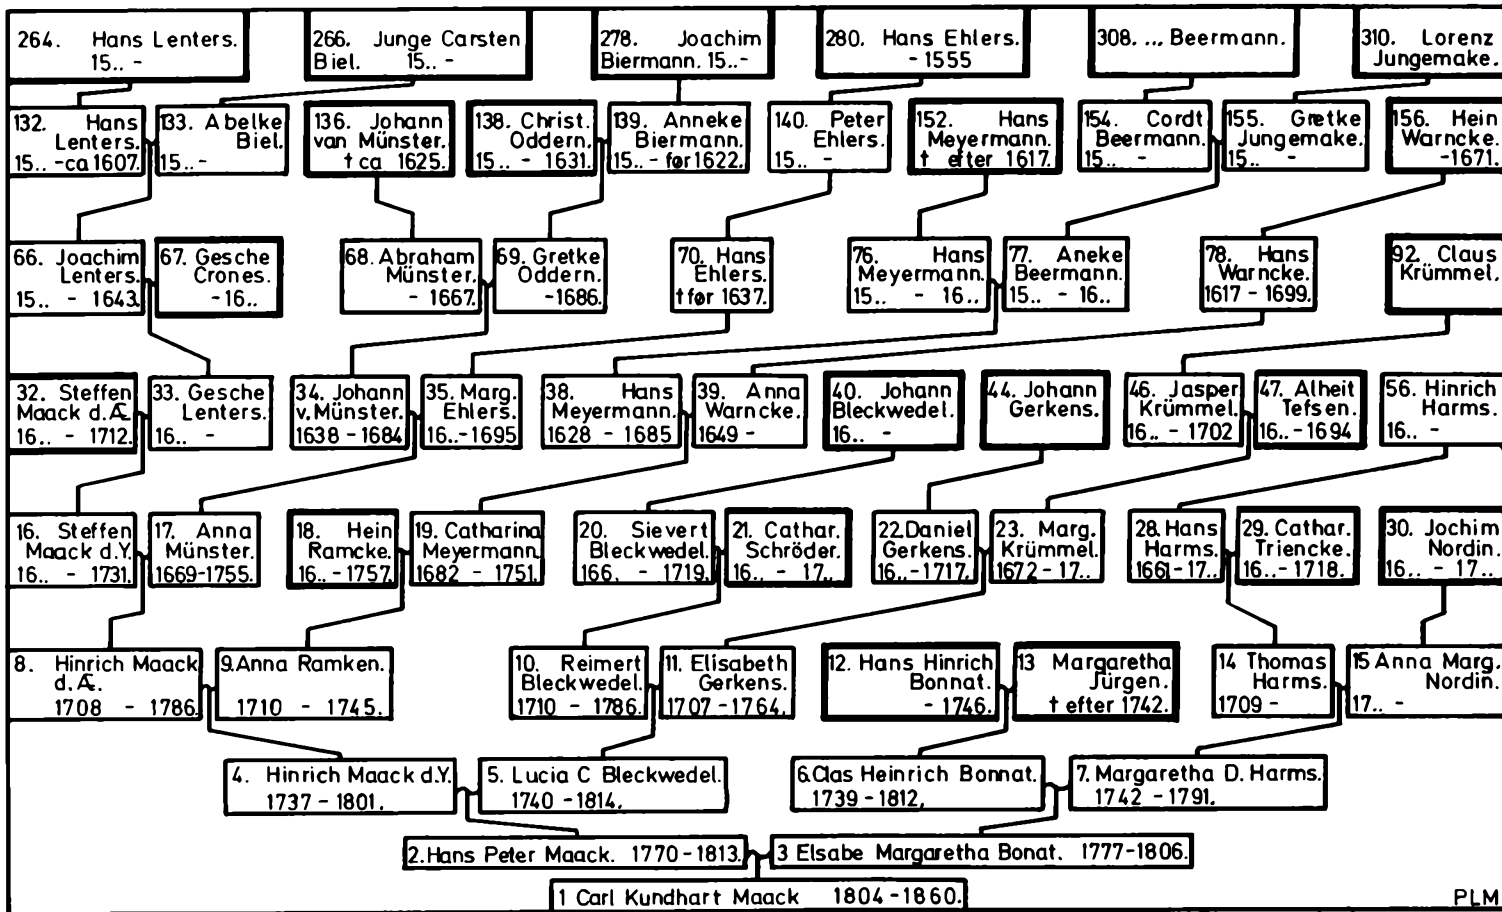 264. Hans Lenters.
15.. -
266. Junge Carsten
Biel. 15.. -
278. Joachim
Biermann. 15..-
280. Hans Ehlers.
- 1555
308. ... Beermann.
310. Lorenz
Jungemake.
132. Hans
Lenters.
15.. -ca 1607.
133. Abelke
Biel.
15.. -
136. Johann
van Münster.
† ca 1625.
138. Christ.
Oddern.
15.. - 1631.
139. Anneke
Biermann.
15.. - før 1622.
140. Peter
Ehlers.
15.. -
152. Hans
Meyermann.
† efter 1617.
154. Cordt
Beermann.
15.. -
155. Gretke
Jungemake.
15.. -
156. Hein
Warncke.
-1671.
66. Joachim
Lenters.
15.. - 1643.
67. Gesche
Crones.
-16..
68. Abraham
Münster.
- 1667.
69. Gretke
Oddern.
-1686.
70. Hans
Ehlers.
† før 1637.
76. Hans
Meyermann.
15.. - 16..
77. Aneke
Beermann.
15.. - 16..
78. Hans
Warncke.
1617 - 1699.
92. Claus
Krümmel.
32. Steffen
Maack d.Æ.
16.. - 1712.
33. Gesche
Lenters.
16.. -
34. Johann
v. Münster.
1638 - 1684
35. Marg.
Ehlers.
16..-1695
38. Hans
Meyermann.
1628 - 1685
39. Anna
Warncke.
1649 -
40. Johann
Bleckwedel.
16.. -
44. Johann
Gerkens.
46. Jasper
Krümmel.
16.. - 1702
47. Alheit
Tefsen.
16..-1694
56. Hinrich
Harms.
16.. -
16. Steffen
Maack d.Y.
16.. - 1731.
17. Anna
Münster.
1669-1755.
18. Hein
Ramcke.
16.. -1757.
19. Catharina
Meyermann.
1682 - 1751.
20. Sievert
Bleckwedel.
166. - 1719.
21. Cathar.
Schröder.
16.. - 17..
22. Daniel
Gerkens.
16..-1717.
23. Marg.
Krümmel.
1672-17..
28. Hans
Harms.
1661-17..
29. Cathar.
Triencke.
16..-1718.
30. Jochim
Nordin.
16.. - 17..
8. Hinrich Maack
d. Æ.
1708 - 1786.
9. Anna Ramken.
1710 - 1745.
10. Reimert
Bleckwedel.
1710 - 1786.
11. Elisabeth
Gerkens.
1707 - 1764.
12. Hans Hinrich
Bonnat.
- 1746.
13 Margaretha
Jürgen.
† efter 1742.
14 Thomas
Harms.
1709 -
15 Anna Marg.
Nordin.
17.. -
4. Hinrich Maack d.Y.
1737 - 1801.
5. Lucia C Bleckwedel.
1740 - 1814.
6. Clas Heinrich Bonnat.
1739 - 1812,
7. Margaretha D. Harms.
1742 - 1791.
2. Hans Peter Maack. 1770 - 1813.
3 Elsabe Margaretha Bonat. 1777-1806.
1 Carl Kundhart Maack 1804 - 1860.
PLM